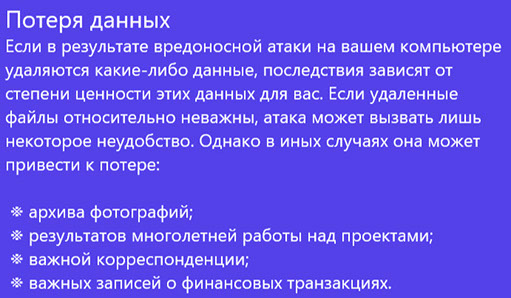 Потеря данных
Если в результате вредоносной атаки на вашем компьютере
удаляются какие-либо данные, последствия зависят от
степени ценности этих данных для вас. Если удаленные
файлы относительно неважны, атака может вызвать лишь
некоторое неудобство. Однако в иных случаях она может
привести к потере:
※ архива фотографий;
※ результатов многолетней работы над проектами;
※ важной корреспонденции;
※ важных записей о финансовых транзакциях.